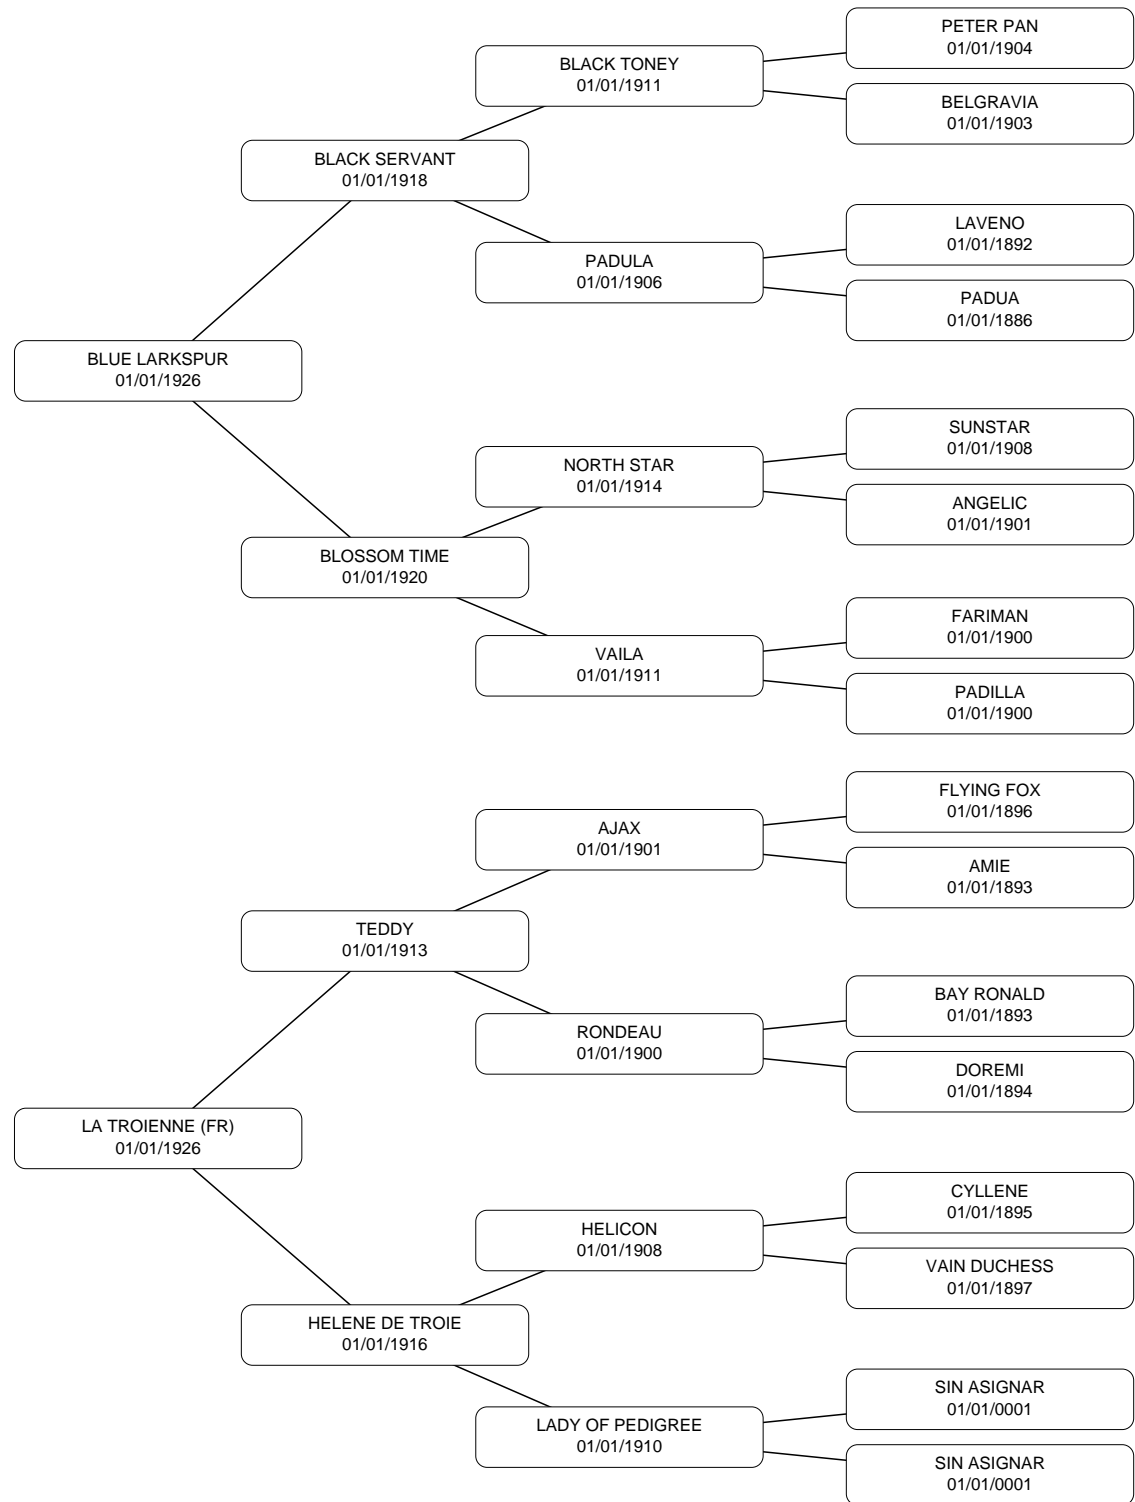 PETER PAN
01/01/1904
BLACK TONEY
01/01/1911
BELGRAVIA
01/01/1903
BLACK SERVANT
01/01/1918
LAVENO
01/01/1892
PADULA
01/01/1906
PADUA
01/01/1886
BLUE LARKSPUR
01/01/1926
SUNSTAR
01/01/1908
NORTH STAR
01/01/1914
ANGELIC
01/01/1901
BLOSSOM TIME
01/01/1920
FARIMAN
01/01/1900
VAILA
01/01/1911
PADILLA
01/01/1900
FLYING FOX
01/01/1896
AJAX
01/01/1901
AMIE
01/01/1893
TEDDY
01/01/1913
BAY RONALD
01/01/1893
RONDEAU
01/01/1900
DOREMI
01/01/1894
LA TROIENNE (FR)
01/01/1926
CYLLENE
01/01/1895
HELICON
01/01/1908
VAIN DUCHESS
01/01/1897
HELENE DE TROIE
01/01/1916
SIN ASIGNAR
01/01/0001
LADY OF PEDIGREE
01/01/1910
SIN ASIGNAR
01/01/0001